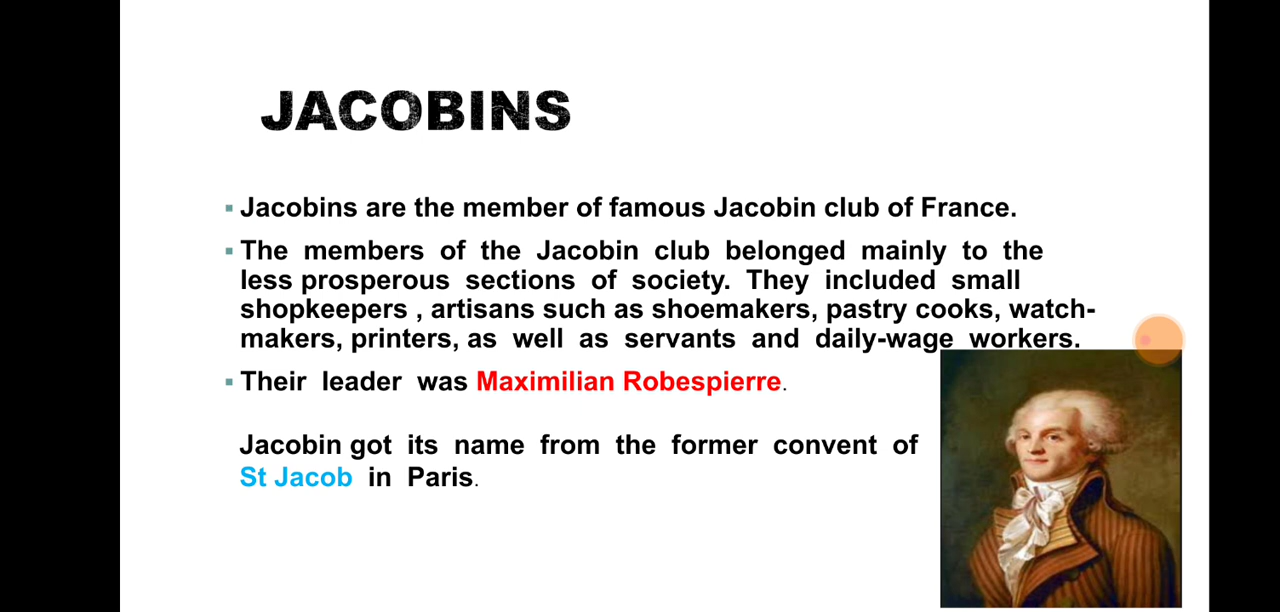 JACOBINS
▪ Jacobins are the member of famous Jacobin club of France.
▪ The members of the Jacobin club belonged mainly to the
less prosperous sections of society. They included small
shopkeepers , artisans such as shoemakers, pastry cooks, watch-
makers, printers, as well as servants and daily-wage workers.
▪ Their leader was Maximilian Robespierre.
Jacobin got its name from the former convent of
St Jacob in Paris.